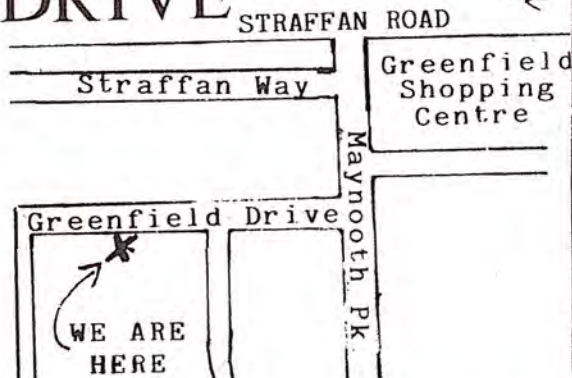 DRIVE
STRAFFAN ROAD
Straffan Way
Greenfield
Shopping
Centre
Maynooth Pk
Greenfield Drive
WE ARE
HERE